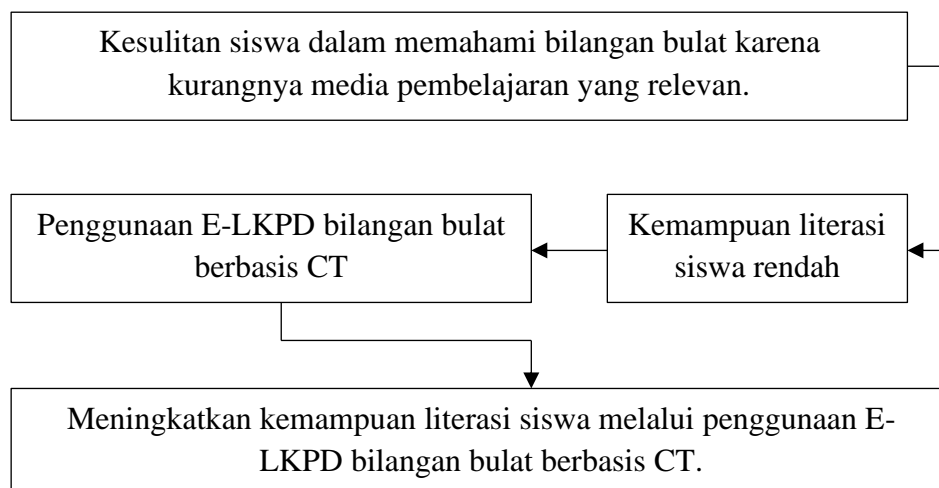 Kesulitan siswa dalam memahami bilangan bulat karena
kurangnya media pembelajaran yang relevan.
Penggunaan E-LKPD bilangan bulat
berbasis CT
Kemampuan literasi
siswa rendah
Meningkatkan kemampuan literasi siswa melalui penggunaan E-
LKPD bilangan bulat berbasis CT.